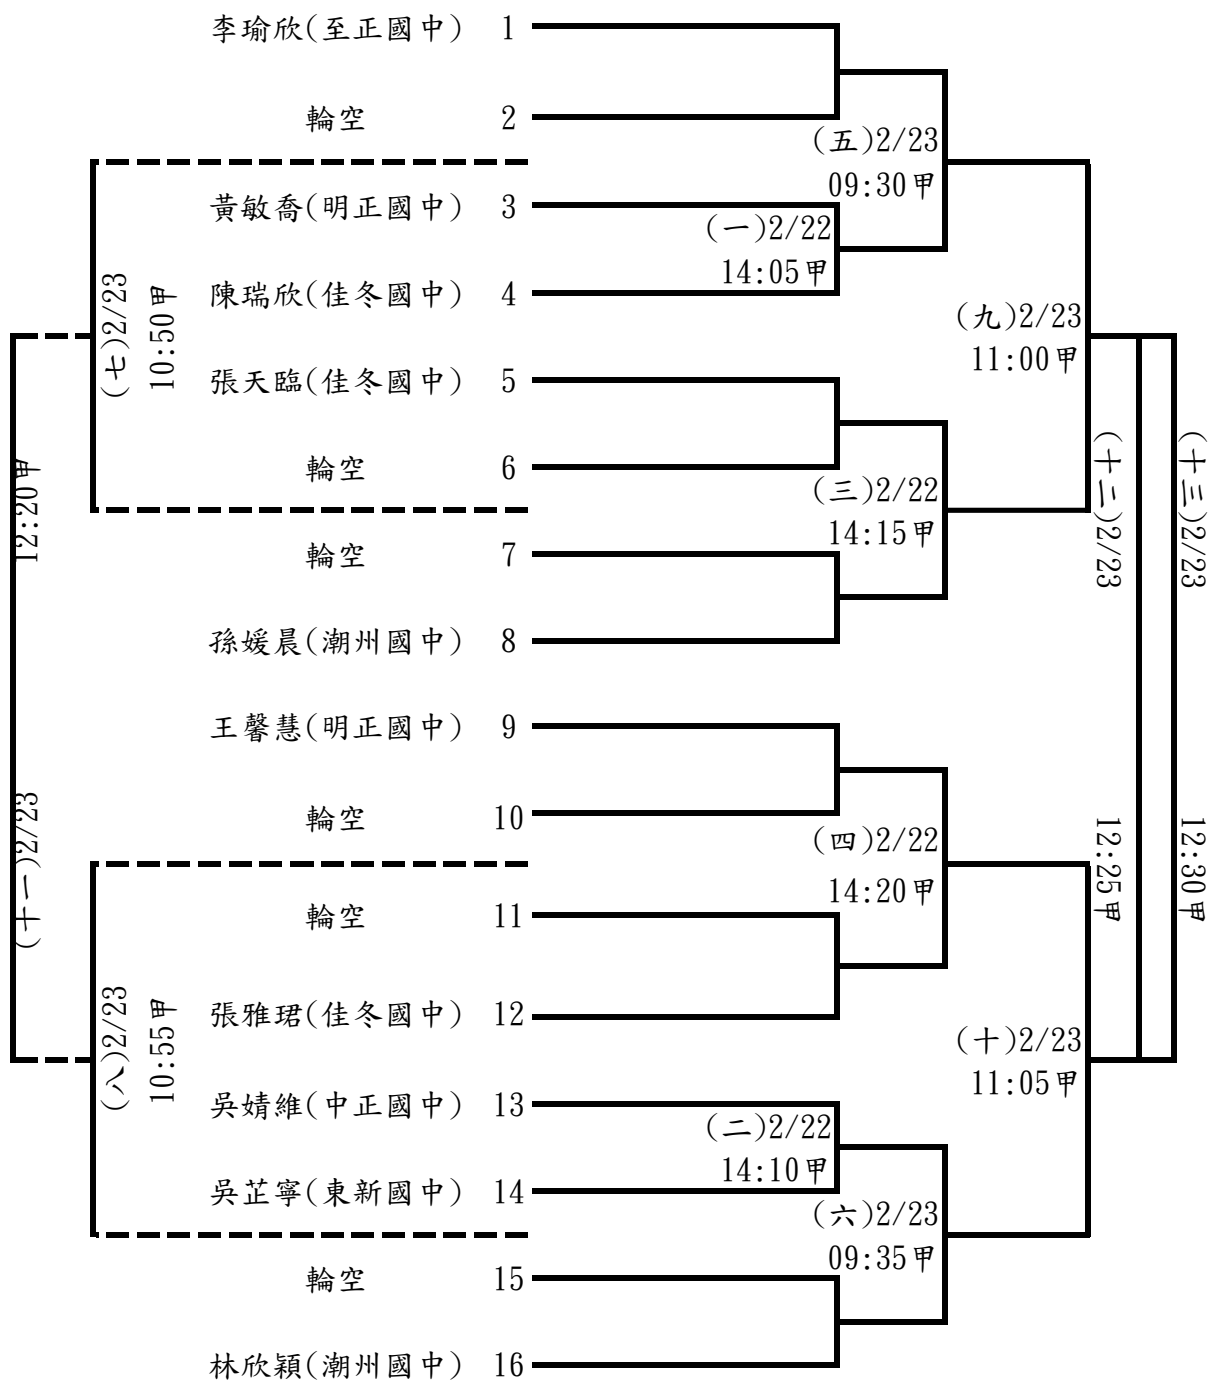 李瑜欣(至正國中) 1
輪空 2
(五)2/23
09:30甲
黃敏喬(明正國中) 3
(一)2/22
14:05甲
陳瑞欣(佳冬國中) 4
(七)2/23
10:50甲
(九)2/23
11:00甲
張天臨(佳冬國中) 5
輪空 6
(三)2/22
14:15甲
輪空 7
孫媛晨(潮州國中) 8
12:20甲
(十一)2/23
(十二)2/23
12:25甲
(十三)2/23
12:30甲
王馨慧(明正國中) 9
輪空 10
(四)2/22
14:20甲
輪空 11
張雅珺(佳冬國中) 12
(八)2/23
10:55甲
(十)2/23
11:05甲
吳婧維(中正國中) 13
(二)2/22
14:10甲
吳芷寧(東新國中) 14
(六)2/23
09:35甲
輪空 15
林欣穎(潮州國中) 16